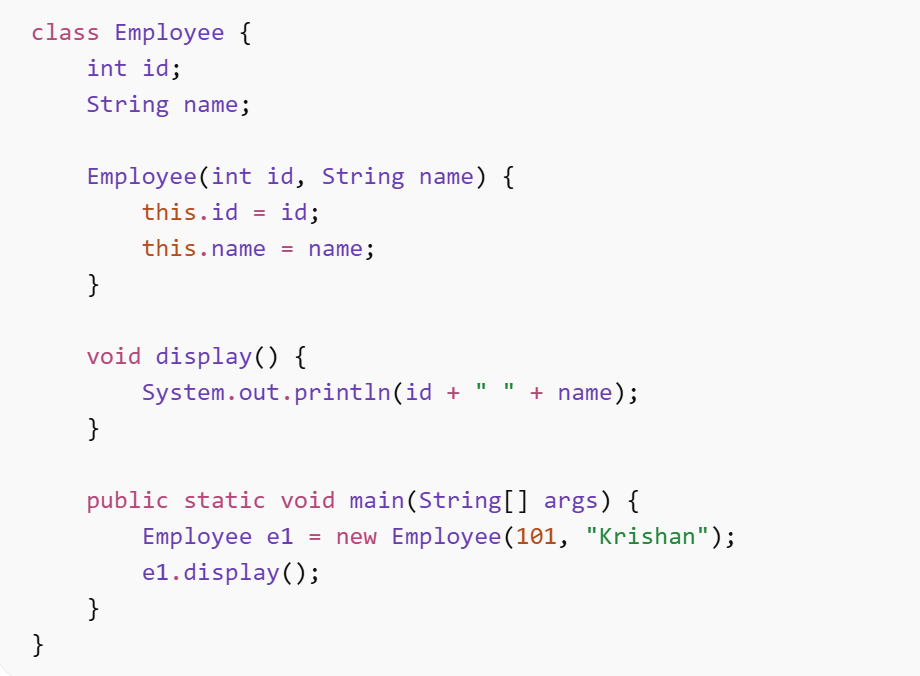 class Employee {
    int id;
    String name;

    Employee(int id, String name) {
        this.id = id;
        this.name = name;
    }

    void display() {
        System.out.println(id + " " + name);
    }

    public static void main(String[] args) {
        Employee e1 = new Employee(101, "Krishan");
        e1.display();
    }
}